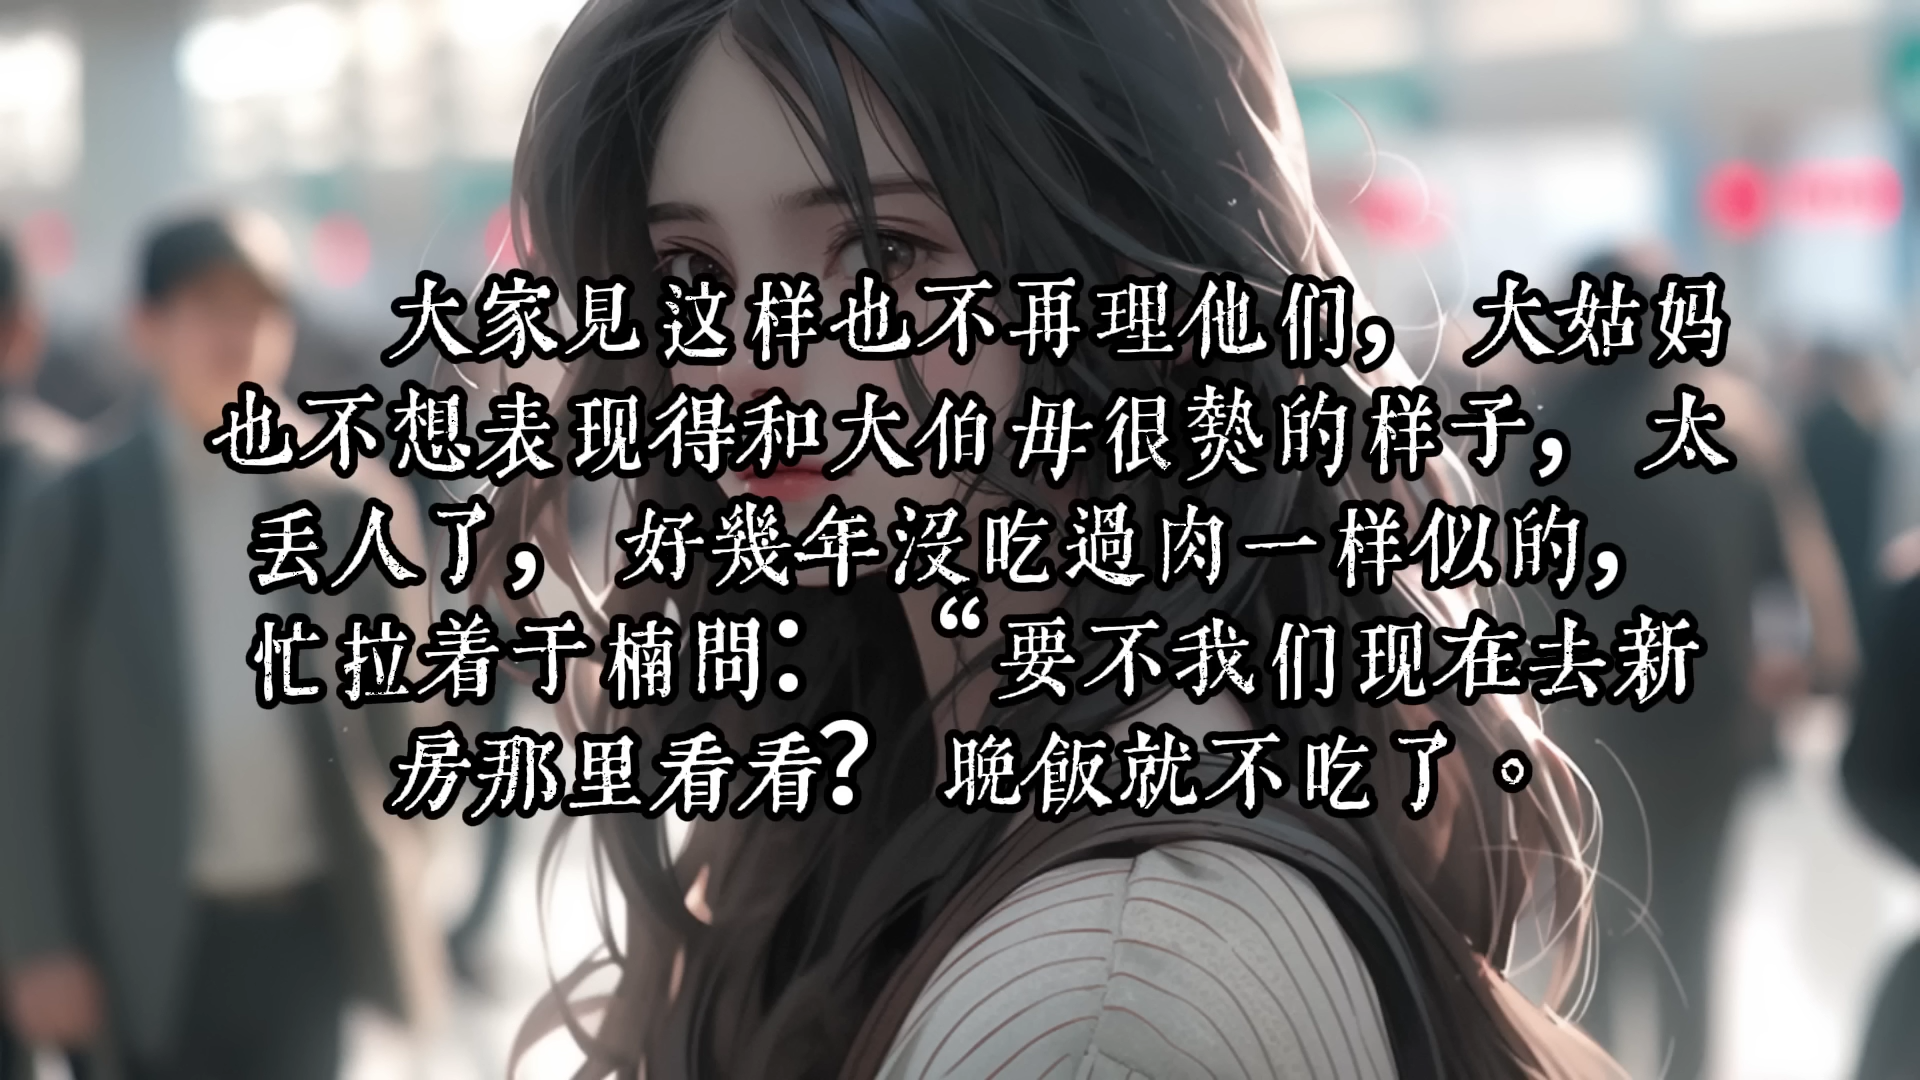 大家見这样也不再理他们，大姑妈
也不想表现得和大伯母很熱的样子，太
丢人了，好幾年没吃過肉一样似的，
忙拉着于楠問：“要不我们现在去新
房那里看看？晚飯就不吃了。